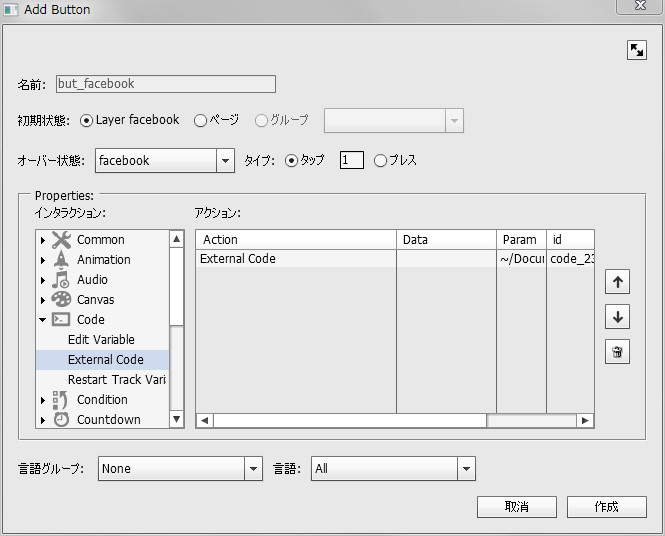 Add Button
名前: but_facebook
初期状態: Layer facebook ページ グループ
オーバー状態: facebook タイプ: タップ 1 プレス
Properties:
インタラクション: アクション:
Common
Animation
Audio
Canvas
Code
Edit Variable
External Code
Restart Track Vari
Condition
Countdown
Action Data Param id
External Code ~/Docum code_23
言語グループ: None 言語: All
取消 作成